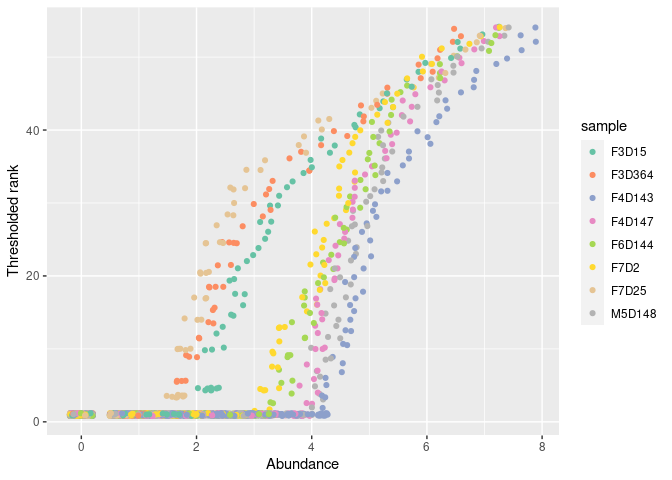 Thresholded rank
40
20
0
0
2
4
6
8
Abundance
sample
F3D15
F3D364
F4D143
F4D147
F6D144
F7D2
F7D25
M5D148